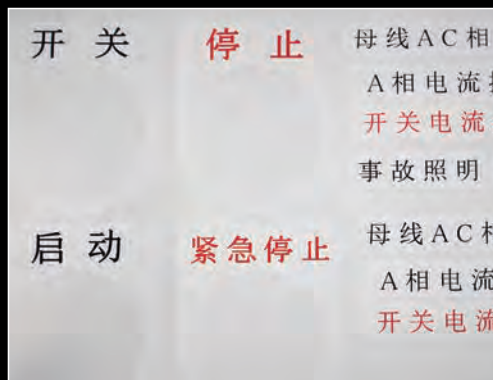 开关
停止
母线AC相
A相电流
开关电流
事故照明
启动
紧急停止
母线AC
A相电流
开关电